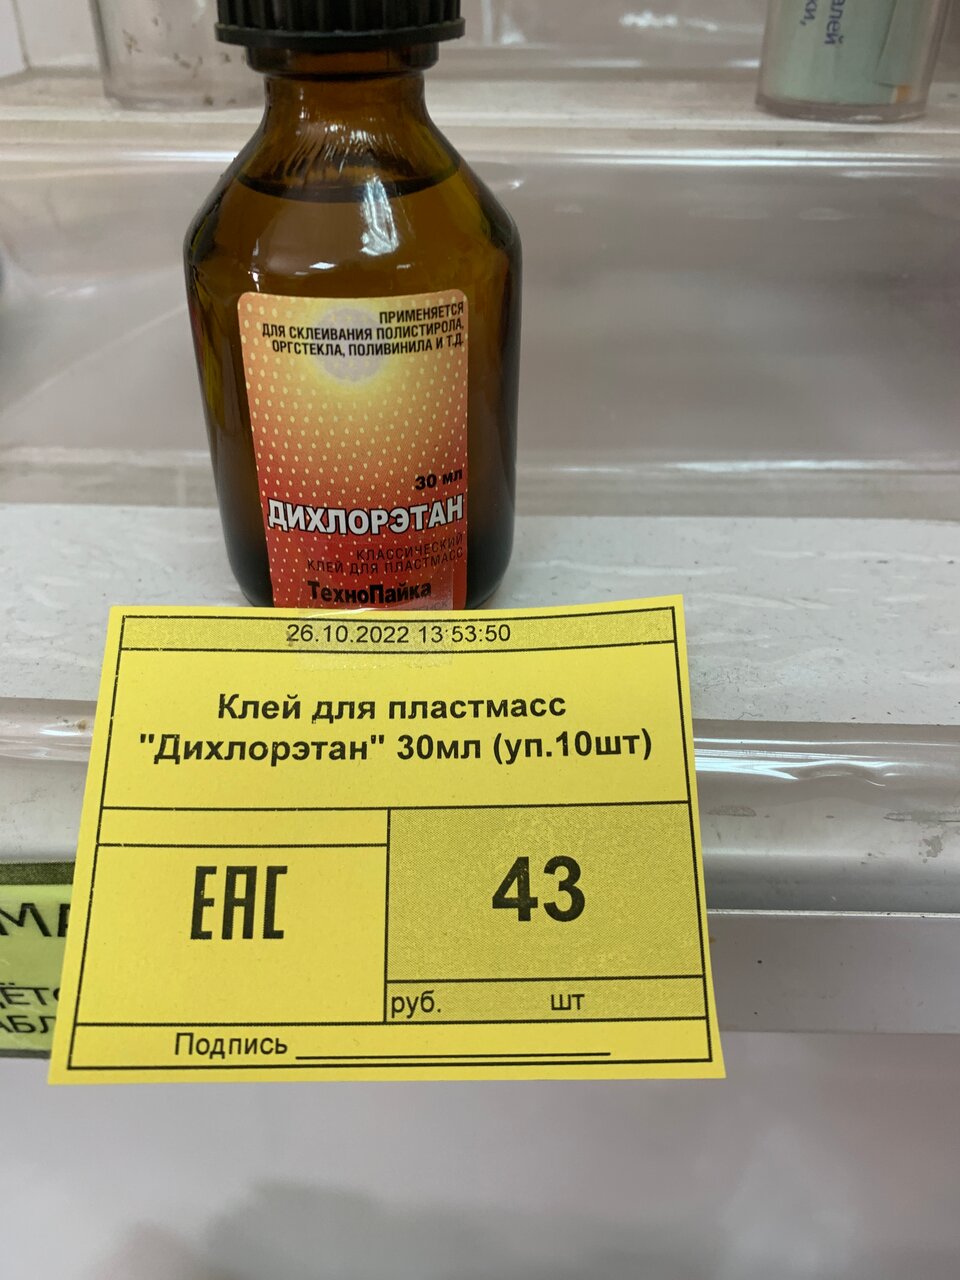 ПРИМЕНЯЕТСЯ
ДЛЯ СКЛЕИВАНИЯ ПОЛИСТИРОЛА,
ОРГСТЕКЛА, ПОЛИВИНИЛА И Т.Д.
30 мл
ДИХЛОРЭТАН
КЛАССИЧЕСКИЙ
КЛЕЙ ДЛЯ ПЛАСТМАСС
ТехноПайка
26.10.2022 13:53:50
Клей для пластмасс
"Дихлорэтан" 30мл (уп.10шт)
EAC
43
руб. шт
Подпись